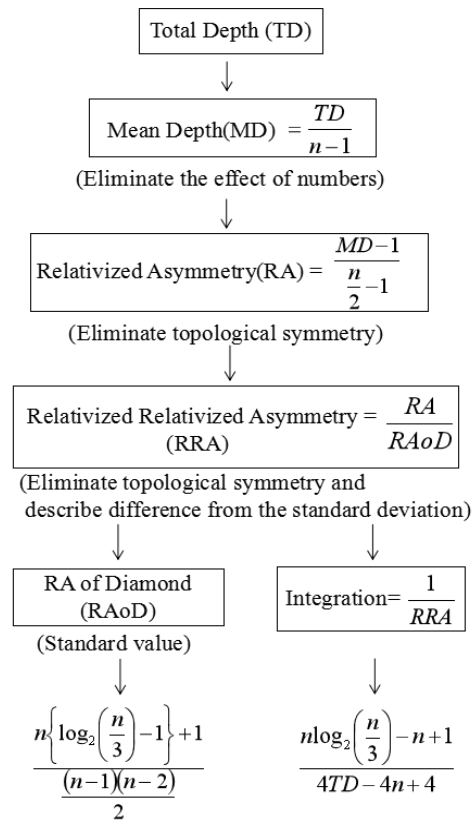 Total Depth (TD)
Mean Depth(MD) = TD/(n−1)
(Eliminate the effect of numbers)
Relativized Asymmetry(RA) = (MD−1)/(n/2−1)
(Eliminate topological symmetry)
Relativized Relativized Asymmetry = RA/RAoD
(RRA)
(Eliminate topological symmetry and
describe difference from the standard deviation)
RA of Diamond
(RAoD)
(Standard value)
n{log₂(n/3)−1}+1 / ((n−1)(n−2)/2)
Integration= 1/RRA
nlog₂(n/3)−n+1 / (4TD−4n+4)